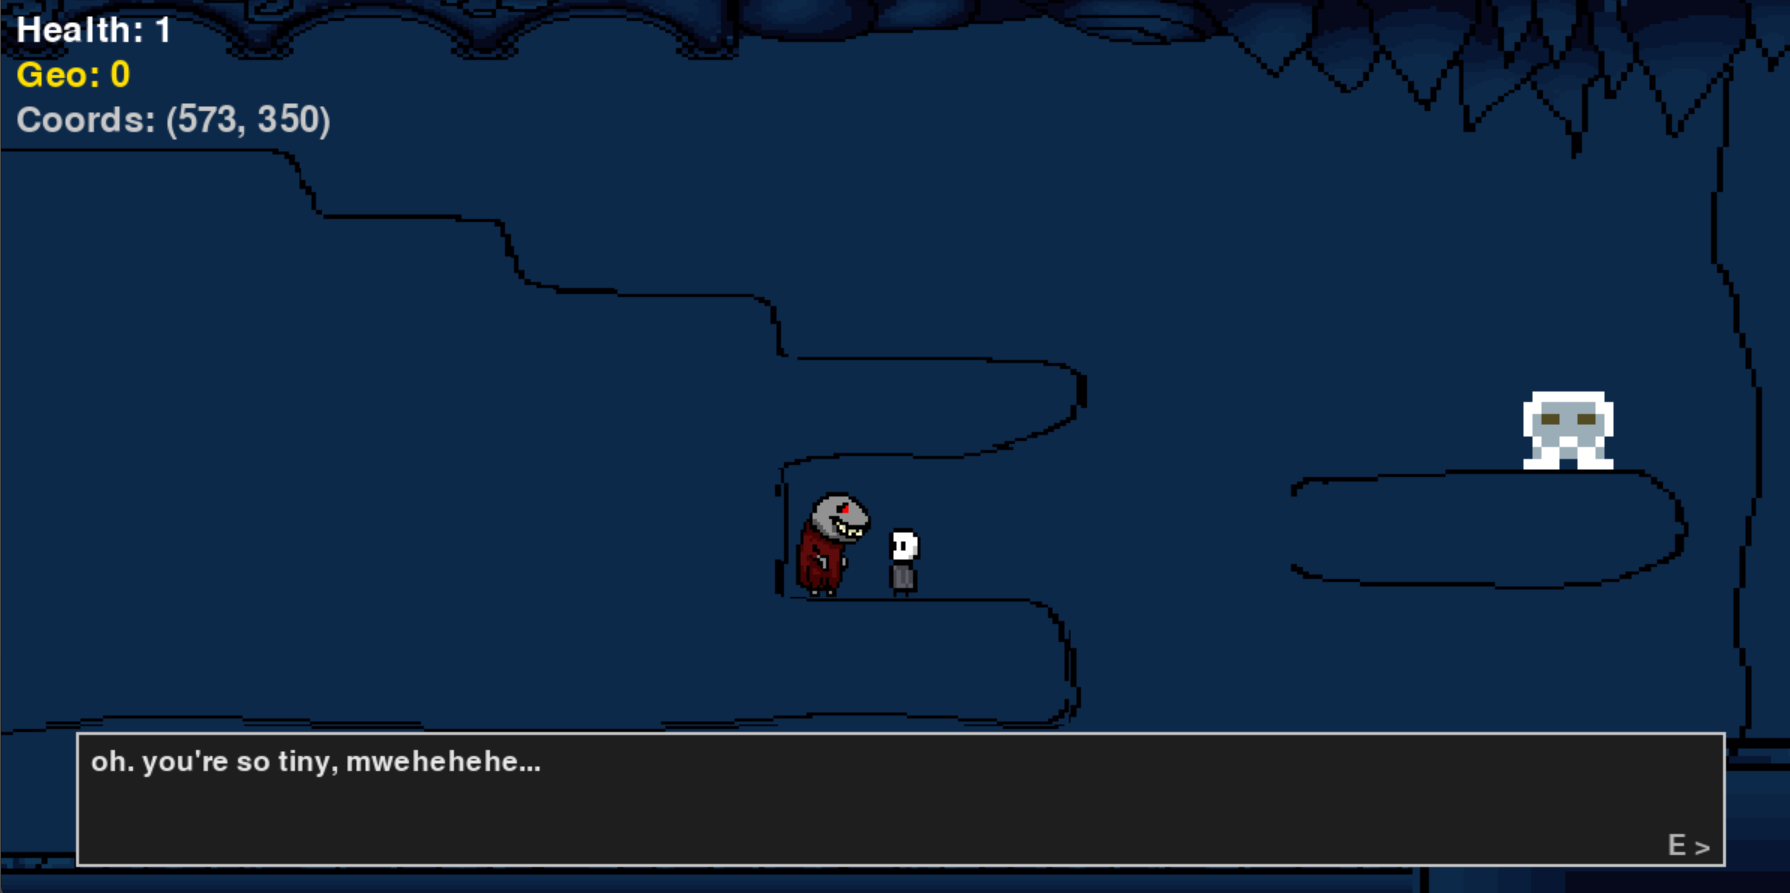 Health: 1
Geo: 0
Coords: (573, 350)
oh. you're so tiny, mwehehehe...
E >